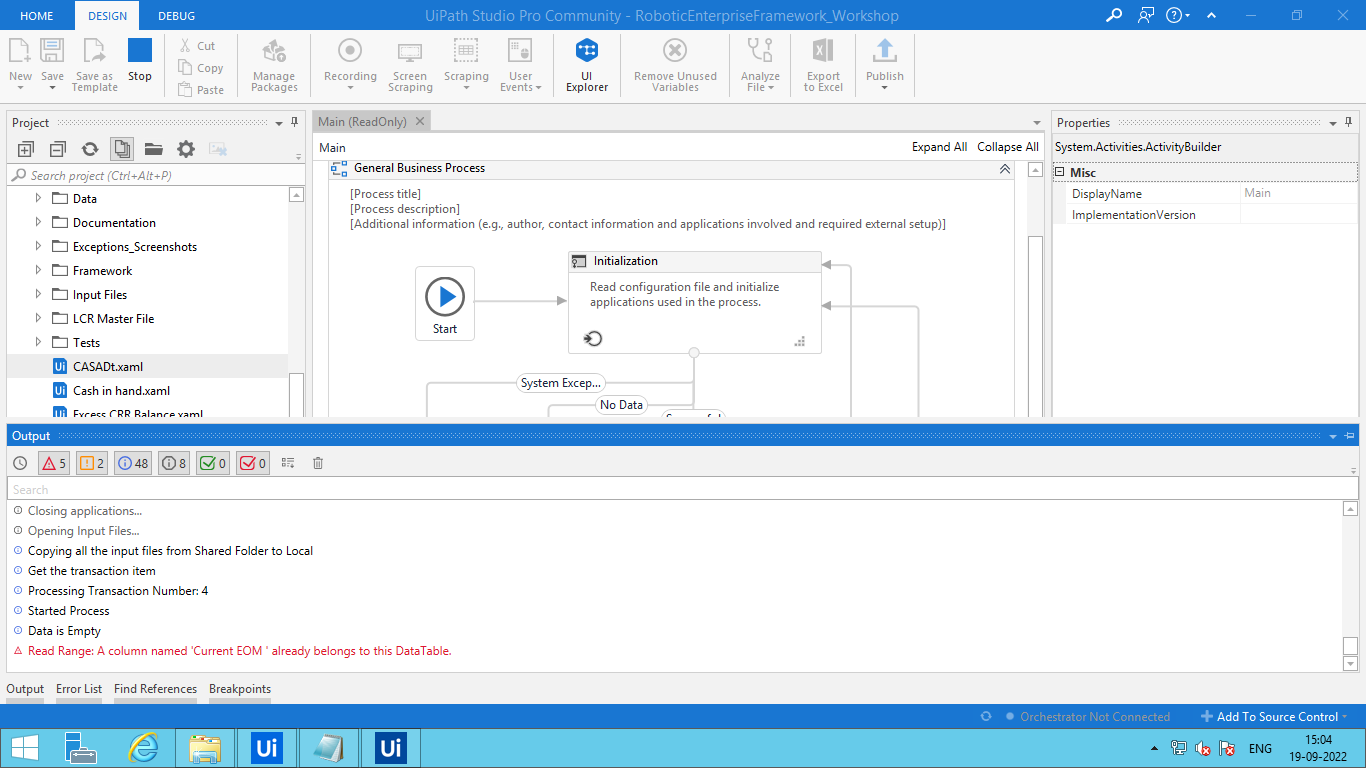 HOME DESIGN DEBUG UiPath Studio Pro Community - RoboticEnterpriseFramework_Workshop
New Save Save as Template Stop
Cut
Copy
Paste
Manage Packages
Recording Screen Scraping Scraping User Events
UI Explorer
Remove Unused Variables
Analyze File
Export to Excel
Publish
Project
Search project (Ctrl+Alt+P)
Data
Documentation
Exceptions_Screenshots
Framework
Input Files
LCR Master File
Tests
CASADt.xaml
Cash in hand.xaml
Excess CRR Balance.xaml
Main (ReadOnly)
Main Expand All Collapse All
General Business Process
[Process title]
[Process description]
[Additional information (e.g., author, contact information and applications involved and required external setup)]
Start
Initialization
Read configuration file and initialize
applications used in the process.
System Excep...
No Data
Properties
System.Activities.ActivityBuilder
Misc
DisplayName Main
ImplementationVersion
Output
5 2 48 8 0 0
Search
Closing applications...
Opening Input Files...
Copying all the input files from Shared Folder to Local
Get the transaction item
Processing Transaction Number: 4
Started Process
Data is Empty
Read Range: A column named 'Current EOM ' already belongs to this DataTable.
Output Error List Find References Breakpoints
Orchestrator Not Connected Add To Source Control
Ui Ui ENG 15:04
19-09-2022